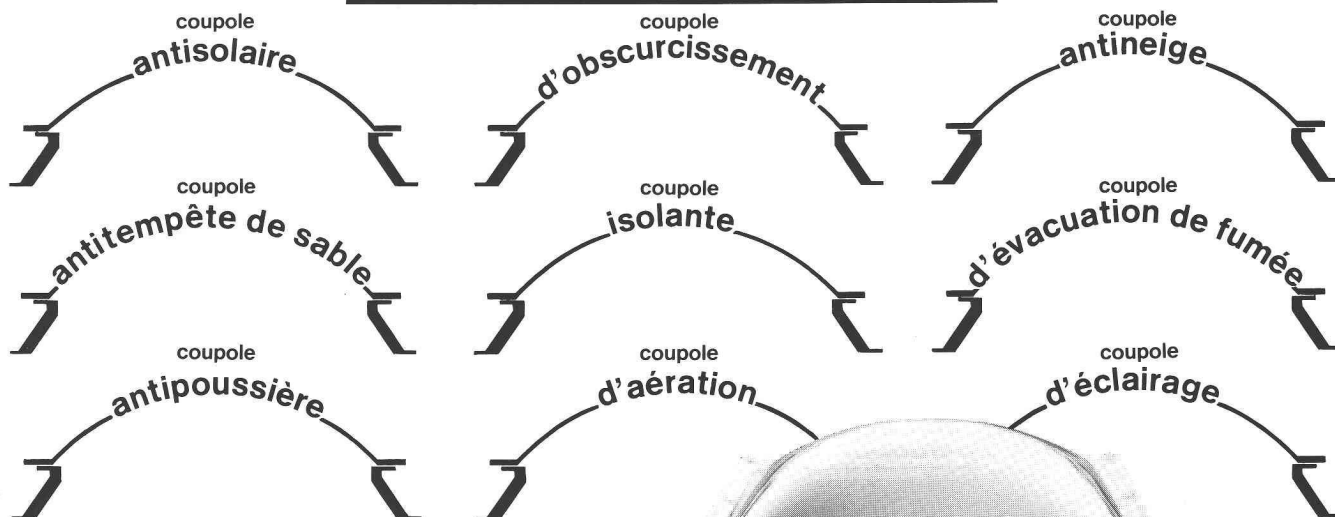 coupole
antisolaire
coupole
d'obscurcissement
coupole
antineige
coupole
antitempête de sable
coupole
isolante
coupole
d'évacuation de fumée
coupole
antipoussière
coupole
d'aération
coupole
d'éclairage